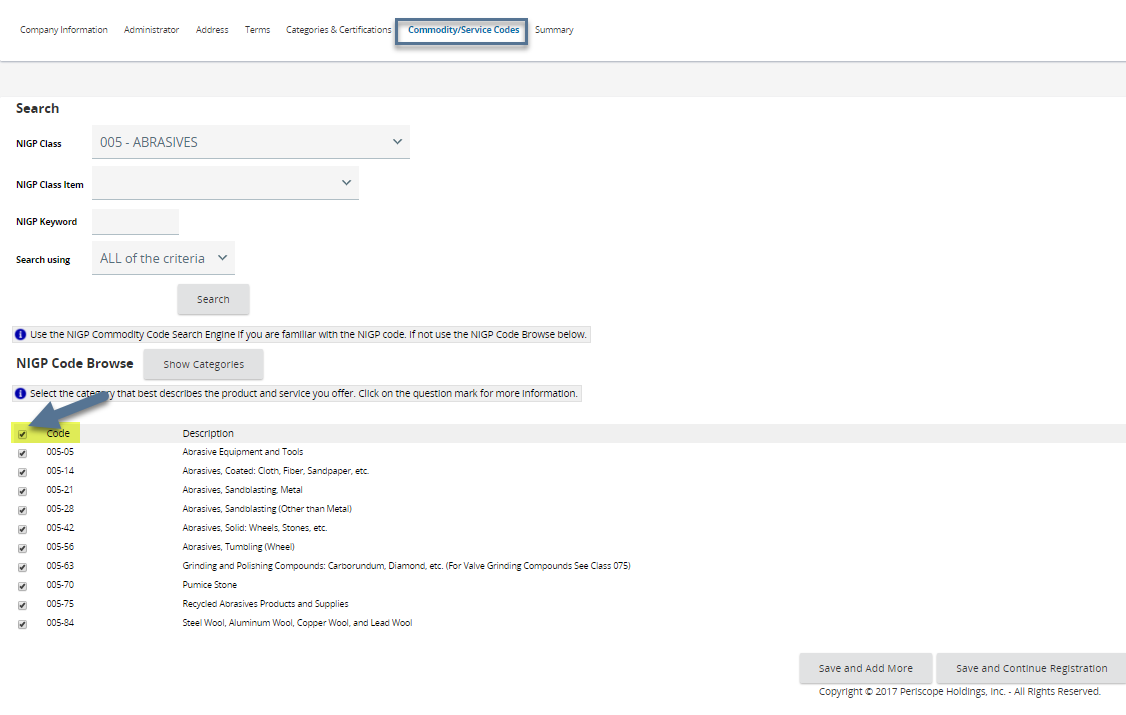 Company Information Administrator Address Terms Categories & Certifications Commodity/Service Codes Summary
Search
NIGP Class 005 - ABRASIVES
NIGP Class Item
NIGP Keyword
Search using ALL of the criteria
Search
Use the NIGP Commodity Code Search Engine if you are familiar with the NIGP code. If not use the NIGP Code Browse below.
NIGP Code Browse Show Categories
Select the category that best describes the product and service you offer. Click on the question mark for more information.
Code Description
005-05 Abrasive Equipment and Tools
005-14 Abrasives, Coated: Cloth, Fiber, Sandpaper, etc.
005-21 Abrasives, Sandblasting, Metal
005-28 Abrasives, Sandblasting (Other than Metal)
005-42 Abrasives, Solid: Wheels, Stones, etc.
005-56 Abrasives, Tumbling (Wheel)
005-63 Grinding and Polishing Compounds: Carborundum, Diamond, etc. (For Valve Grinding Compounds See Class 075)
005-70 Pumice Stone
005-75 Recycled Abrasives Products and Supplies
005-84 Steel Wool, Aluminum Wool, Copper Wool, and Lead Wool
Save and Add More Save and Continue Registration
Copyright © 2017 Periscope Holdings, Inc. - All Rights Reserved.